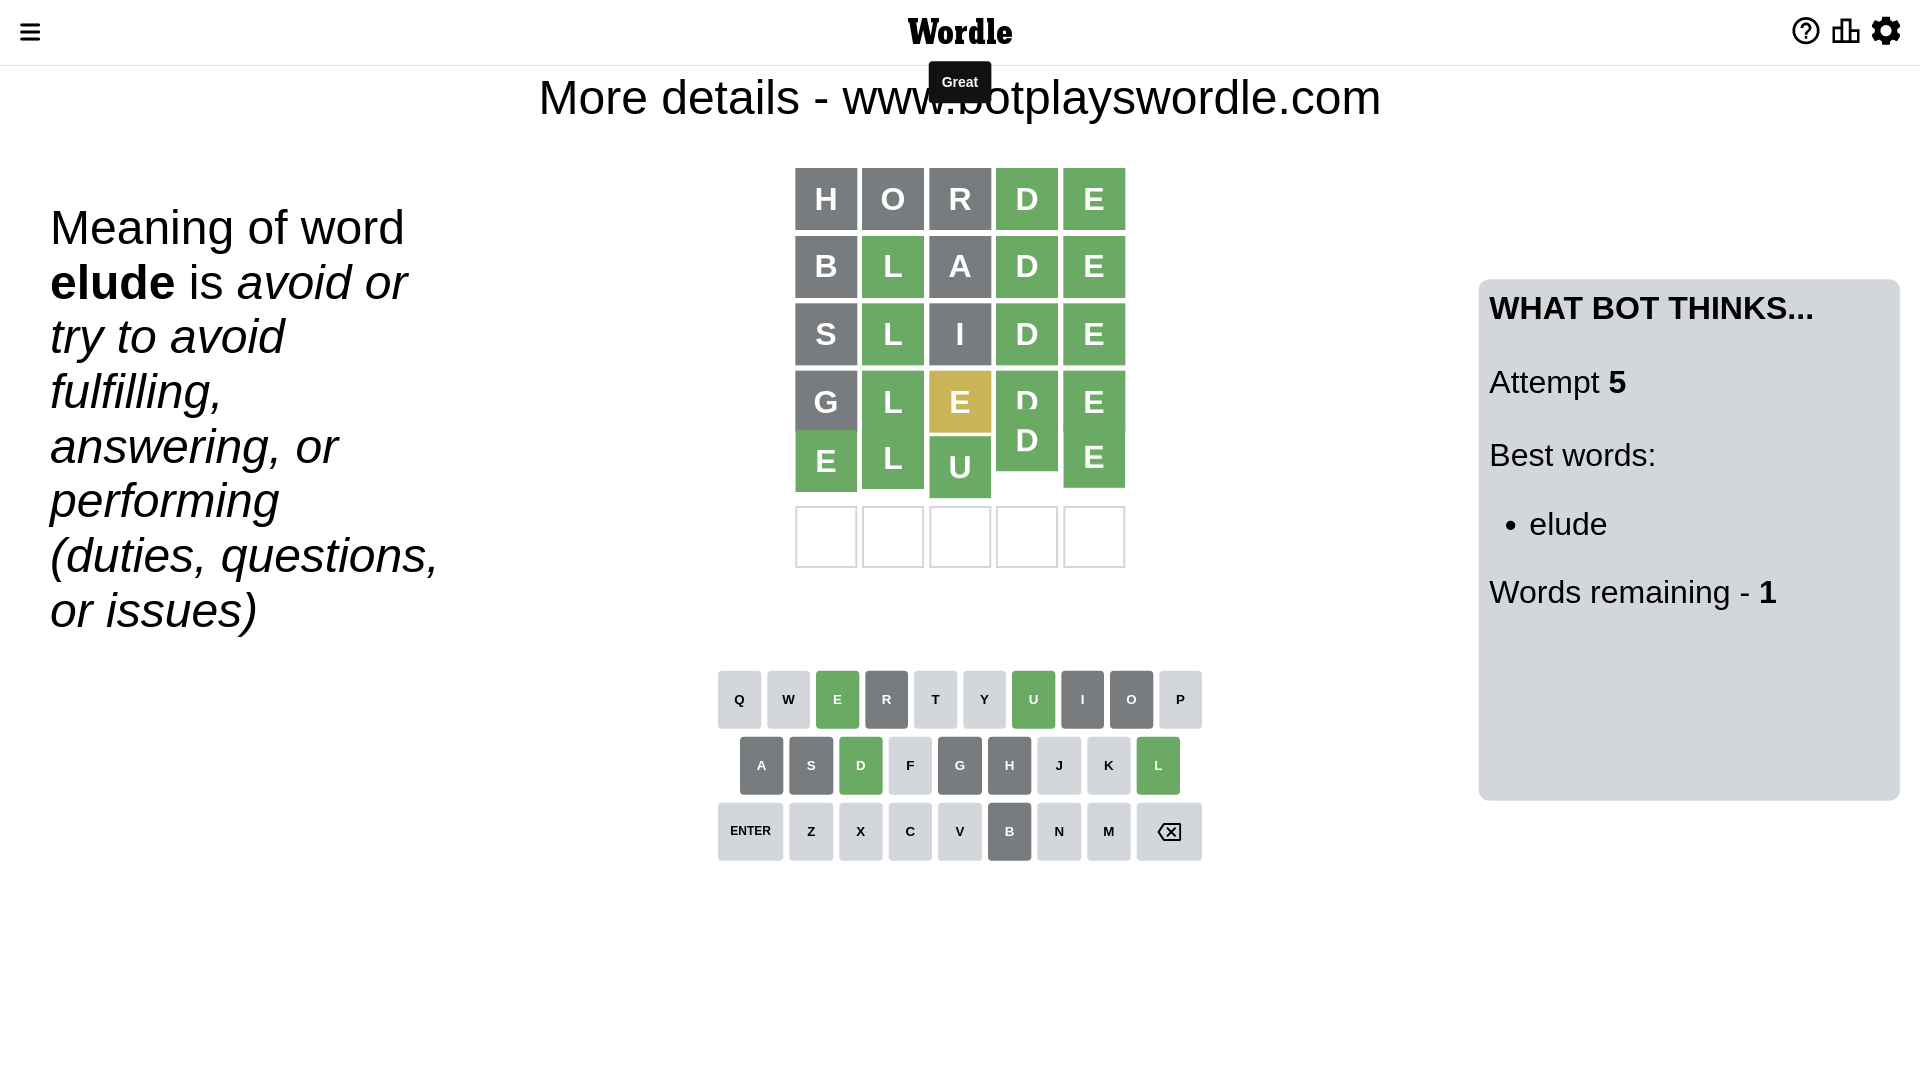 Wordle
Great
More details - www.botplayswordle.com
Meaning of word
elude is avoid or
try to avoid
fulfilling,
answering, or
performing
(duties, questions,
or issues)
H O R D E
B L A D E
S L I D E
G L E D E
E L U D E
WHAT BOT THINKS...
Attempt 5
Best words:
• elude
Words remaining - 1
Q W E R T Y U I O P
A S D F G H J K L
ENTER Z X C V B N M